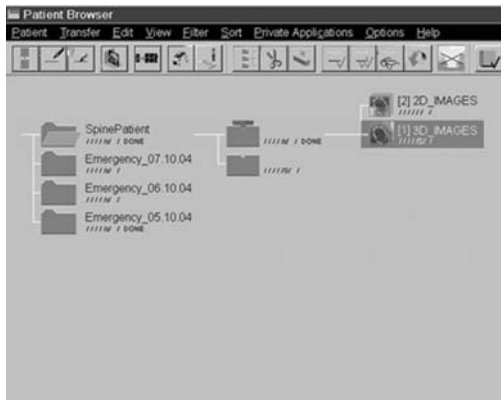 Patient Browser
Patient Transfer Edit View Filter Sort Private Applications Options Help
[2] 2D_IMAGES
SpinePatient
DONE
DONE
[1] 3D_IMAGES
Emergency_07.10.04
Emergency_06.10.04
Emergency_05.10.04
DONE